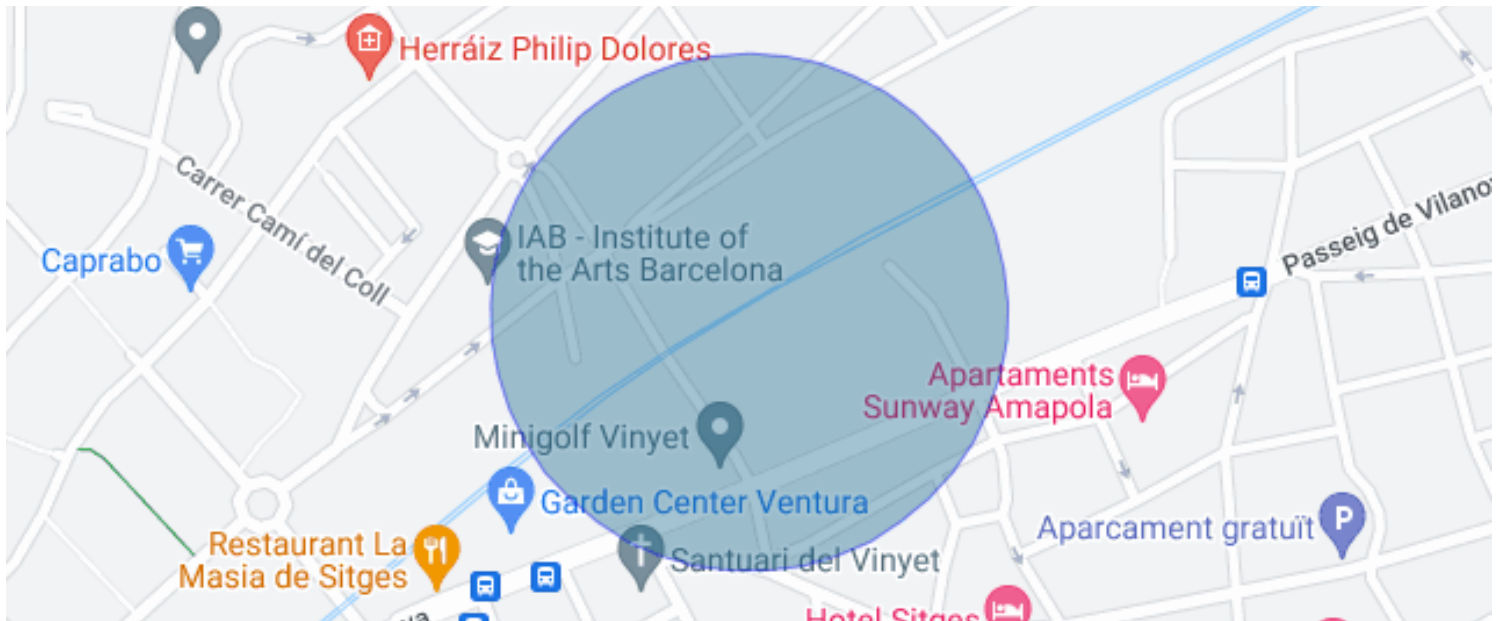 Herráiz Philip Dolores
Carrer Camí del Coll
Caprabo
IAB - Institute of
the Arts Barcelona
Passeig de Vilanov
Apartaments
Sunway Amapola
Minigolf Vinyet
Garden Center Ventura
Aparcament gratuït
P
Restaurant La
Masia de Sitges
Santuari del Vinyet
Hotel Sitges
va